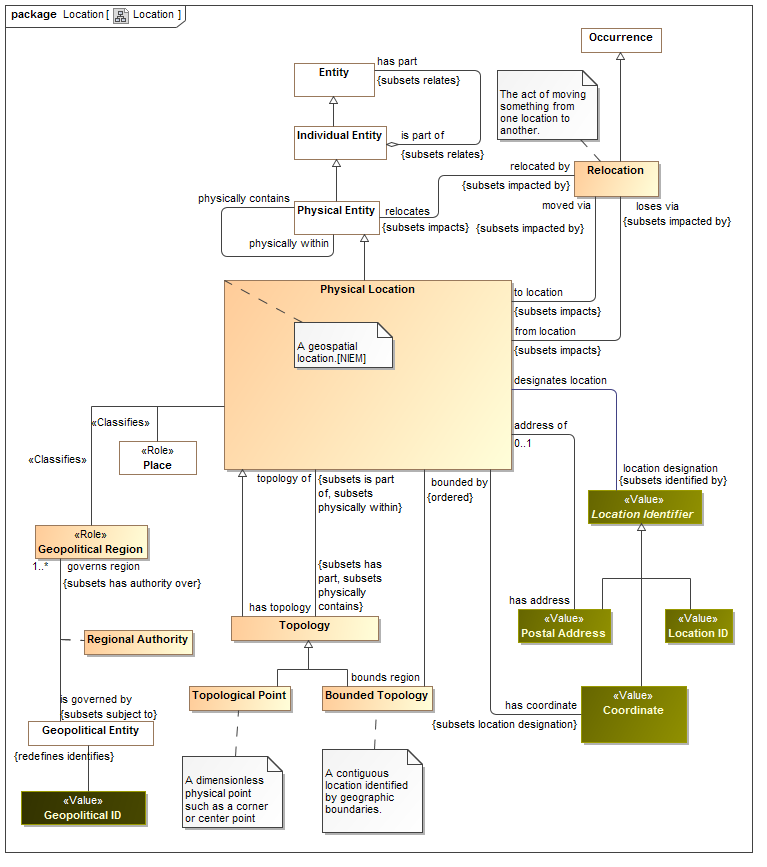 package Location [ Location ]
Occurrence
has part
Entity
{subsets relates}
The act of moving
something from
one location to
another.
Individual Entity
is part of
{subsets relates}
relocated by
Relocation
{subsets impacted by}
physically contains
moved via
loses via
Physical Entity
relocates
{subsets impacts}
{subsets impacted by}
{subsets impacted by}
physically within
Physical Location
to location
{subsets impacts}
A geospatial
location.[NIEM]
from location
{subsets impacts}
designates location
«Classifies»
address of
0..1
«Role»
Place
«Classifies»
location designation
{subsets identified by}
topology of
{subsets is part
of, subsets
physically within}
bounded by
{ordered}
«Value»
Location Identifier
«Role»
Geopolitical Region
1..*
governs region
{subsets has authority over}
{subsets has
part, subsets
physically
contains}
has topology
has address
Topology
«Value»
Postal Address
«Value»
Location ID
Regional Authority
bounds region
Topological Point
Bounded Topology
is governed by
{subsets subject to}
has coordinate
{subsets location designation}
«Value»
Coordinate
Geopolitical Entity
{redefines identifies}
A dimensionless
physical point
such as a corner
or center point
A contiguous
location identified
by geographic
boundaries.
«Value»
Geopolitical ID